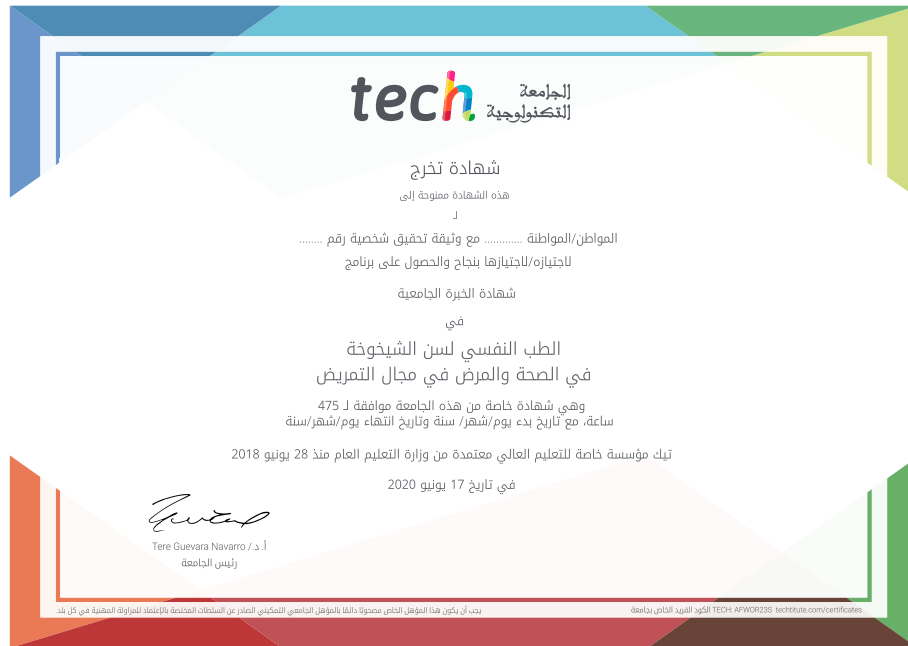 tech الجامعة
التكنولوجية
شهادة تخرج
هذه الشهادة ممنوحة إلى
لـ
المواطن/المواطنة ............ مع وثيقة تحقيق شخصية رقم ........
لاجتيازه/لاجتيازها بنجاح والحصول على برنامج
شهادة الخبرة الجامعية
في
الطب النفسي لسن الشيخوخة
في الصحة والمرض في مجال التمريض
وهي شهادة خاصة من هذه الجامعة موافقة لـ 475
ساعة، مع تاريخ بدء يوم/شهر/ سنة وتاريخ انتهاء يوم/شهر/سنة
تيك مؤسسة خاصة للتعليم العالي معتمدة من وزارة التعليم العام منذ 28 يونيو 2018
في تاريخ 17 يونيو 2020
أ. د./ Tere Guevara Navarro
رئيس الجامعة
يجب أن يكون هذا المؤهل الخاص مصحوبًا دائمًا بالمؤهل الجامعي التمكيني الصادر عن السلطات المختصة بالإعتماد للمزاولة المهنية في كل بلد.
الكود الفريد الخاص بجامعة TECH: AFWOR23S techtitute.com/certificates